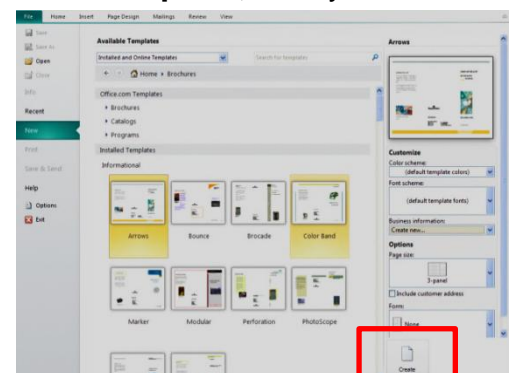 File Home Insert Page Design Mailings Review View
Save
Save As
Open
Close
Info
Recent
New
Print
Save & Send
Help
Options
Exit
Available Templates
Installed and Online Templates
Search for templates
Home ▸ Brochures
Office.com Templates
Brochures
Catalogs
Programs
Installed Templates
Informational
Arrows Bounce Brocade Color Band
Marker Modular Perforation PhotoScope
Arrows
Customize
Color scheme:
(default template colors)
Font scheme:
(default template fonts)
Business information:
Create new...
Options
Page size:
3-panel
Include customer address
Form:
None
Create